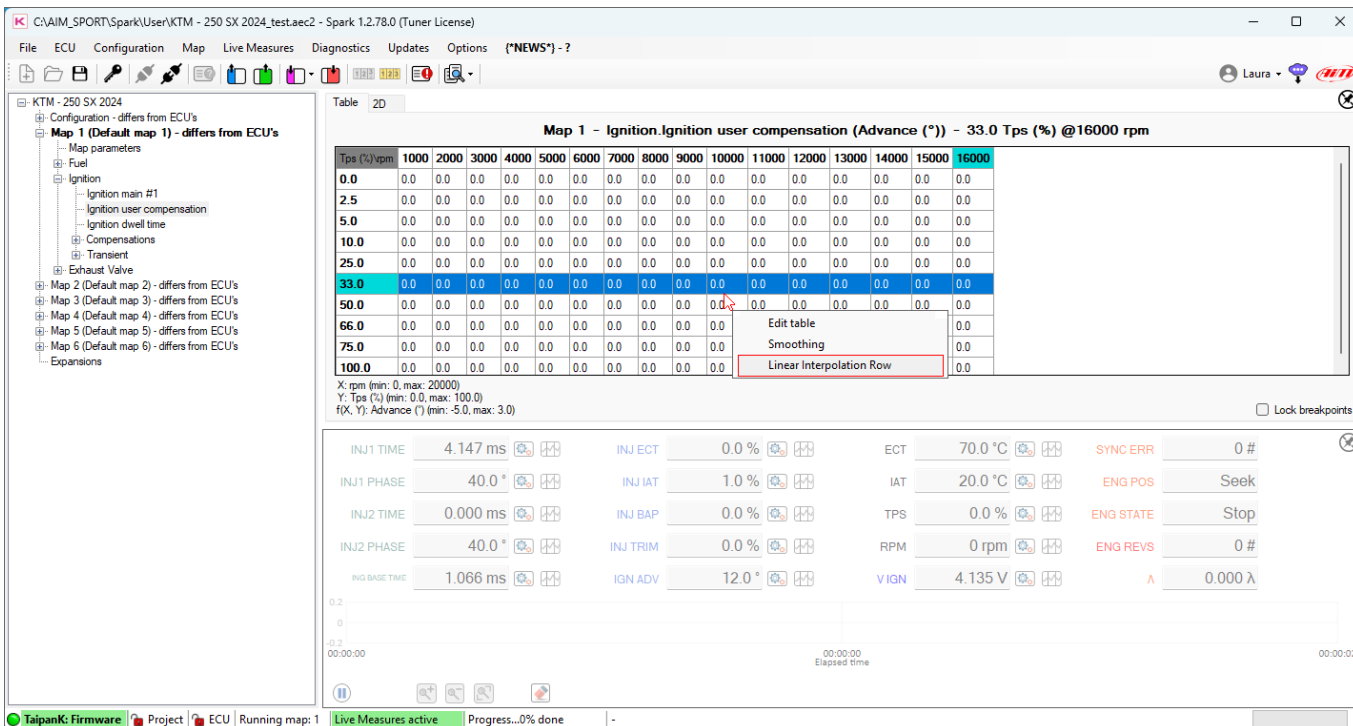 C:\AIM_SPORT\Spark\User\KTM - 250 SX 2024_test.aec2 - Spark 1.2.78.0 (Tuner License)
File ECU Configuration Map Live Measures Diagnostics Updates Options {*NEWS*} - ?
Laura
KTM - 250 SX 2024
Configuration - differs from ECU's
Map 1 (Default map 1) - differs from ECU's
Map parameters
Fuel
Ignition
Ignition main #1
Ignition user compensation
Ignition dwell time
Compensations
Transient
Exhaust Valve
Map 2 (Default map 2) - differs from ECU's
Map 3 (Default map 3) - differs from ECU's
Map 4 (Default map 4) - differs from ECU's
Map 5 (Default map 5) - differs from ECU's
Map 6 (Default map 6) - differs from ECU's
Expansions
Table 2D
Map 1 - Ignition.Ignition user compensation (Advance (°)) - 33.0 Tps (%) @16000 rpm
Tps (%)\rpm 1000 2000 3000 4000 5000 6000 7000 8000 9000 10000 11000 12000 13000 14000 15000 16000
0.0 0.0 0.0 0.0 0.0 0.0 0.0 0.0 0.0 0.0 0.0 0.0 0.0 0.0 0.0 0.0 0.0
2.5 0.0 0.0 0.0 0.0 0.0 0.0 0.0 0.0 0.0 0.0 0.0 0.0 0.0 0.0 0.0 0.0
5.0 0.0 0.0 0.0 0.0 0.0 0.0 0.0 0.0 0.0 0.0 0.0 0.0 0.0 0.0 0.0 0.0
10.0 0.0 0.0 0.0 0.0 0.0 0.0 0.0 0.0 0.0 0.0 0.0 0.0 0.0 0.0 0.0 0.0
25.0 0.0 0.0 0.0 0.0 0.0 0.0 0.0 0.0 0.0 0.0 0.0 0.0 0.0 0.0 0.0 0.0
33.0 0.0 0.0 0.0 0.0 0.0 0.0 0.0 0.0 0.0 0.0 0.0 0.0 0.0 0.0 0.0 0.0
50.0 0.0 0.0 0.0 0.0 0.0 0.0 0.0 0.0 0.0 0.0 0.0 0.0 0.0 0.0 0.0 0.0
66.0 0.0 0.0 0.0 0.0 0.0 0.0 0.0 0.0 0.0 0.0 0.0
75.0 0.0 0.0 0.0 0.0 0.0 0.0 0.0 0.0 0.0 0.0 0.0
100.0 0.0 0.0 0.0 0.0 0.0 0.0 0.0 0.0 0.0 0.0 0.0
Edit table
Smoothing
Linear Interpolation Row
X: rpm (min: 0, max: 20000)
Y: Tps (%) (min: 0.0, max: 100.0)
f(X, Y): Advance (°) (min: -5.0, max: 3.0)
Lock breakpoints
INJ1 TIME 4.147 ms INJ ECT 0.0 % ECT 70.0 °C SYNC ERR 0 #
INJ1 PHASE 40.0 ° INJ IAT 1.0 % IAT 20.0 °C ENG POS Seek
INJ2 TIME 0.000 ms INJ BAP 0.0 % TPS 0.0 % ENG STATE Stop
INJ2 PHASE 40.0 ° INJ TRIM 0.0 % RPM 0 rpm ENG REVS 0 #
ING BASE TIME 1.066 ms IGN ADV 12.0 ° V IGN 4.135 V Λ 0.000 λ
0.2
0
-0.2
00:00:00 00:00:00
Elapsed time
TaipanK: Firmware Project ECU Running map: 1 Live Measures active Progress...0% done -